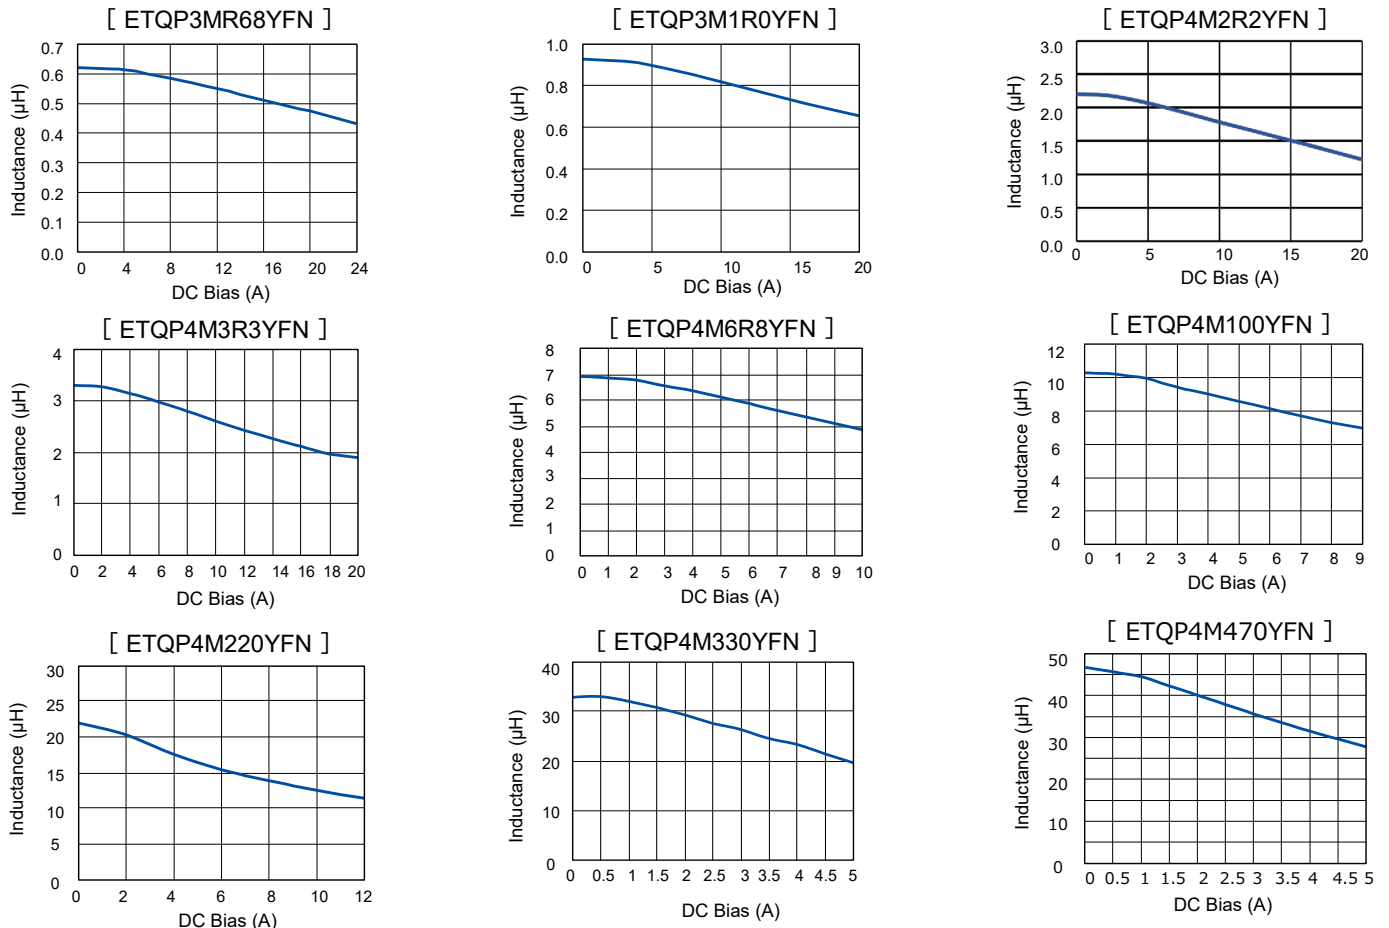 [ ETQP3MR68YFN ]
Inductance (µH)
0.7
0.6
0.5
0.4
0.3
0.2
0.1
0.0
0 4 8 12 16 20 24
DC Bias (A)
[ ETQP3M1R0YFN ]
Inductance (µH)
1.0
0.8
0.6
0.4
0.2
0.0
0 5 10 15 20
DC Bias (A)
[ ETQP4M2R2YFN ]
Inductance (µH)
3.0
2.5
2.0
1.5
1.0
0.5
0.0
0 5 10 15 20
DC Bias (A)
[ ETQP4M3R3YFN ]
Inductance (µH)
4
3
2
1
0
0 2 4 6 8 10 12 14 16 18 20
DC Bias (A)
[ ETQP4M6R8YFN ]
Inductance (µH)
8
7
6
5
4
3
2
1
0
0 1 2 3 4 5 6 7 8 9 10
DC Bias (A)
[ ETQP4M100YFN ]
Inductance (µH)
12
10
8
6
4
2
0
0 1 2 3 4 5 6 7 8 9
DC Bias (A)
[ ETQP4M220YFN ]
Inductance (µH)
30
25
20
15
10
5
0
0 2 4 6 8 10 12
DC Bias (A)
[ ETQP4M330YFN ]
Inductance (µH)
40
30
20
10
0
0 0.5 1 1.5 2 2.5 3 3.5 4 4.5 5
DC Bias (A)
[ ETQP4M470YFN ]
Inductance (µH)
50
40
30
20
10
0
0 0.5 1 1.5 2 2.5 3 3.5 4 4.5 5
DC Bias (A)